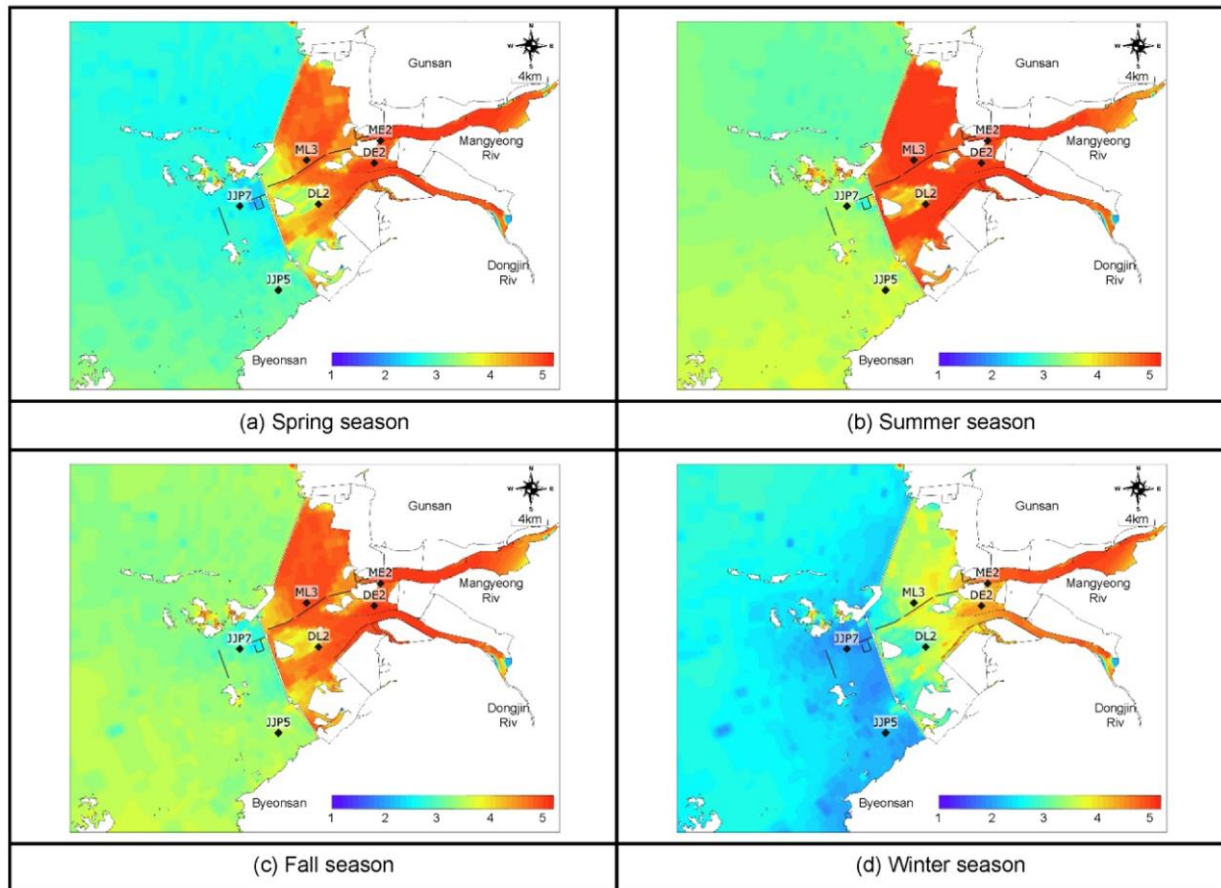 N
W E
S
4km
Gunsan
ME2
Mangyeong
Riv
ML3
DE2
JJP7
DL2
Dongjin
Riv
JJP5
Byeonsan
1 2 3 4 5
(a) Spring season
N
W E
S
4km
Gunsan
ME2
Mangyeong
Riv
ML3
DE2
JJP7
DL2
Dongjin
Riv
JJP5
Byeonsan
1 2 3 4 5
(b) Summer season
N
W E
S
4km
Gunsan
ME2
Mangyeong
Riv
ML3
DE2
JJP7
DL2
Dongjin
Riv
JJP5
Byeonsan
1 2 3 4 5
(c) Fall season
N
W E
S
4km
Gunsan
ME2
Mangyeong
Riv
ML3
DE2
JJP7
DL2
Dongjin
Riv
JJP5
Byeonsan
1 2 3 4 5
(d) Winter season